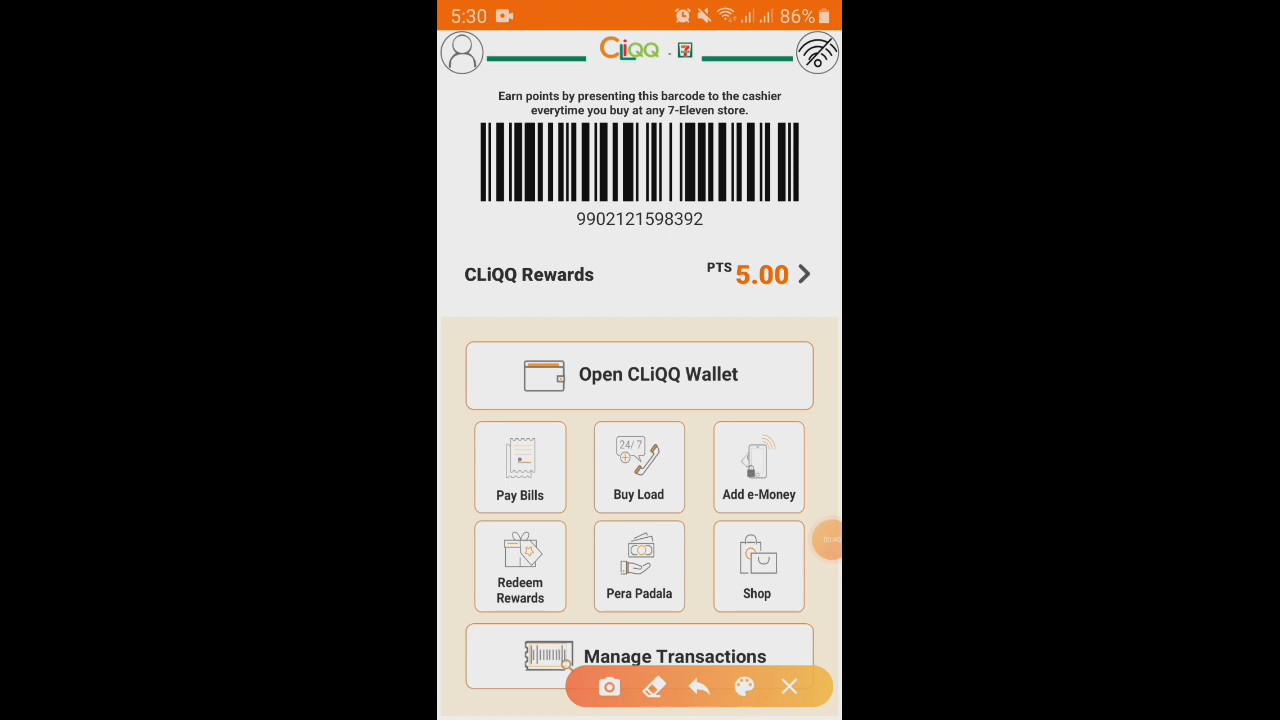 5:30
86%
CLiQQ - 7
Earn points by presenting this barcode to the cashier
everytime you buy at any 7-Eleven store.
9902121598392
CLiQQ Rewards
PTS 5.00
Open CLiQQ Wallet
24/7
Pay Bills
Buy Load
Add e-Money
Redeem
Rewards
Pera Padala
Shop
Manage Transactions